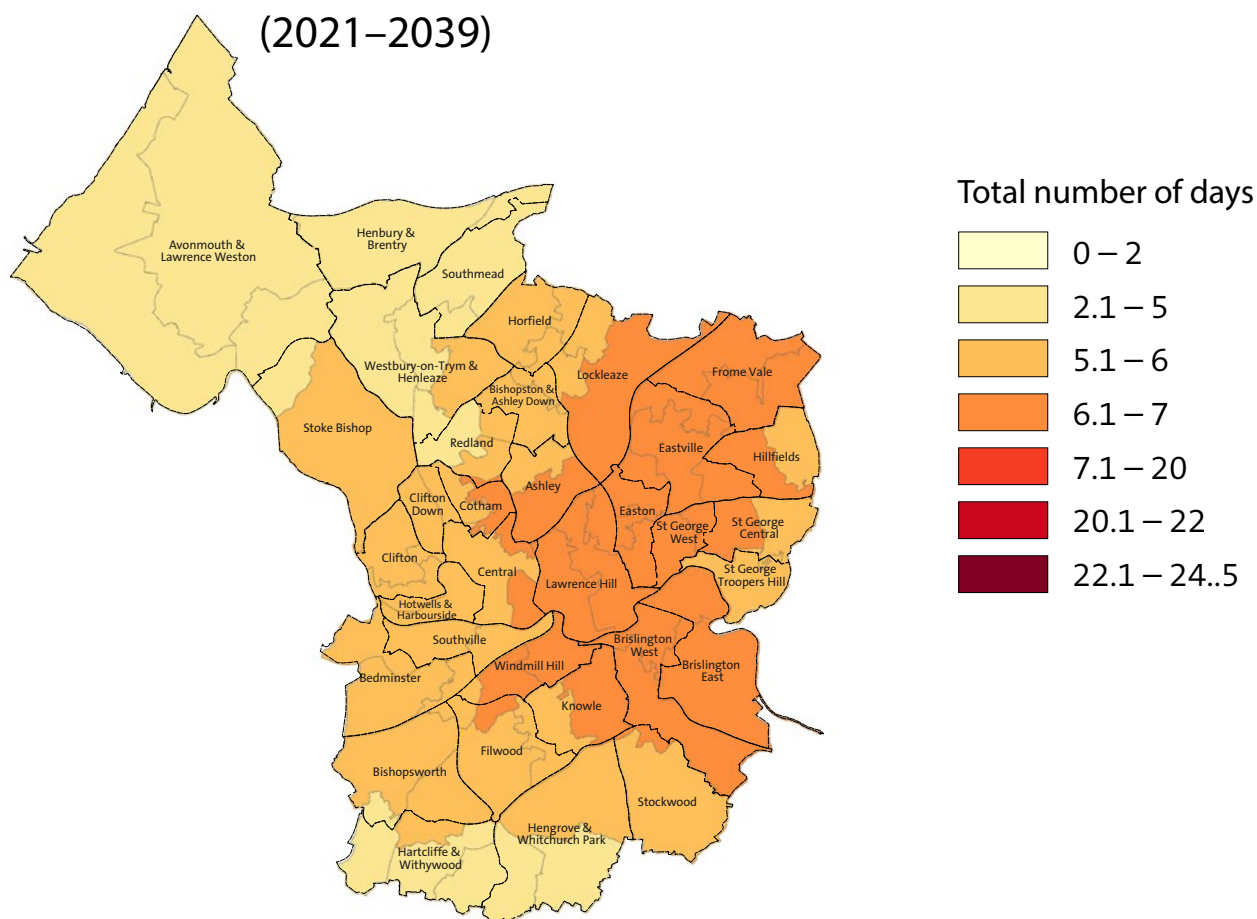 (2021–2039)
Total number of days
0 – 2
2.1 – 5
5.1 – 6
6.1 – 7
7.1 – 20
20.1 – 22
22.1 – 24..5
Avonmouth &
Lawrence Weston
Henbury &
Brentry
Southmead
Horfield
Westbury-on-Trym &
Henleaze
Lockleaze
Frome Vale
Bishopston &
Ashley Down
Stoke Bishop
Redland
Eastville
Hillfields
Ashley
Clifton
Down
Cotham
Easton
St George
West
St George
Central
Clifton
Central
Lawrence Hill
St George
Troopers Hill
Hotwells &
Harbourside
Southville
Brislington
West
Windmill Hill
Brislington
East
Bedminster
Knowle
Filwood
Bishopsworth
Stockwood
Hengrove &
Whitchurch Park
Hartcliffe &
Withywood